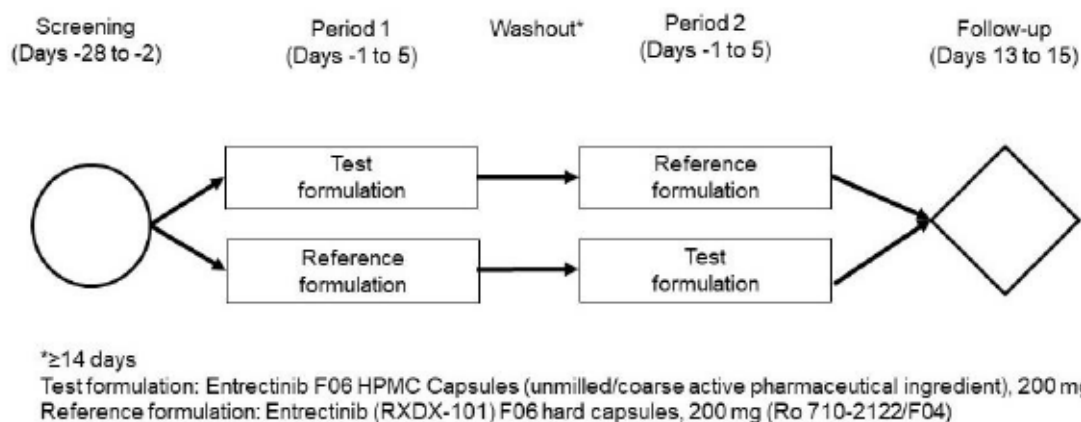 Screening
(Days -28 to -2)
Period 1
(Days -1 to 5)
Washout*
Period 2
(Days -1 to 5)
Follow-up
(Days 13 to 15)
Test
formulation
Reference
formulation
Reference
formulation
Test
formulation
*≥14 days
Test formulation: Entrectinib F06 HPMC Capsules (unmilled/coarse active pharmaceutical ingredient), 200 mg
Reference formulation: Entrectinib (RXDX-101) F06 hard capsules, 200 mg (Ro 710-2122/F04)